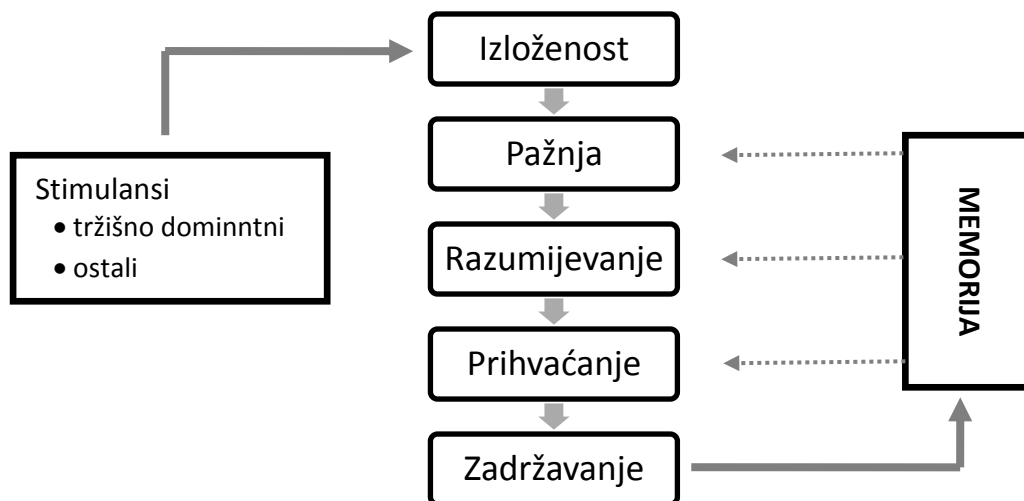 Izloženost
Pažnja
Stimulansi
• tržišno dominntni
• ostali
Razumijevanje
MEMORIJA
Prihvaćanje
Zadržavanje